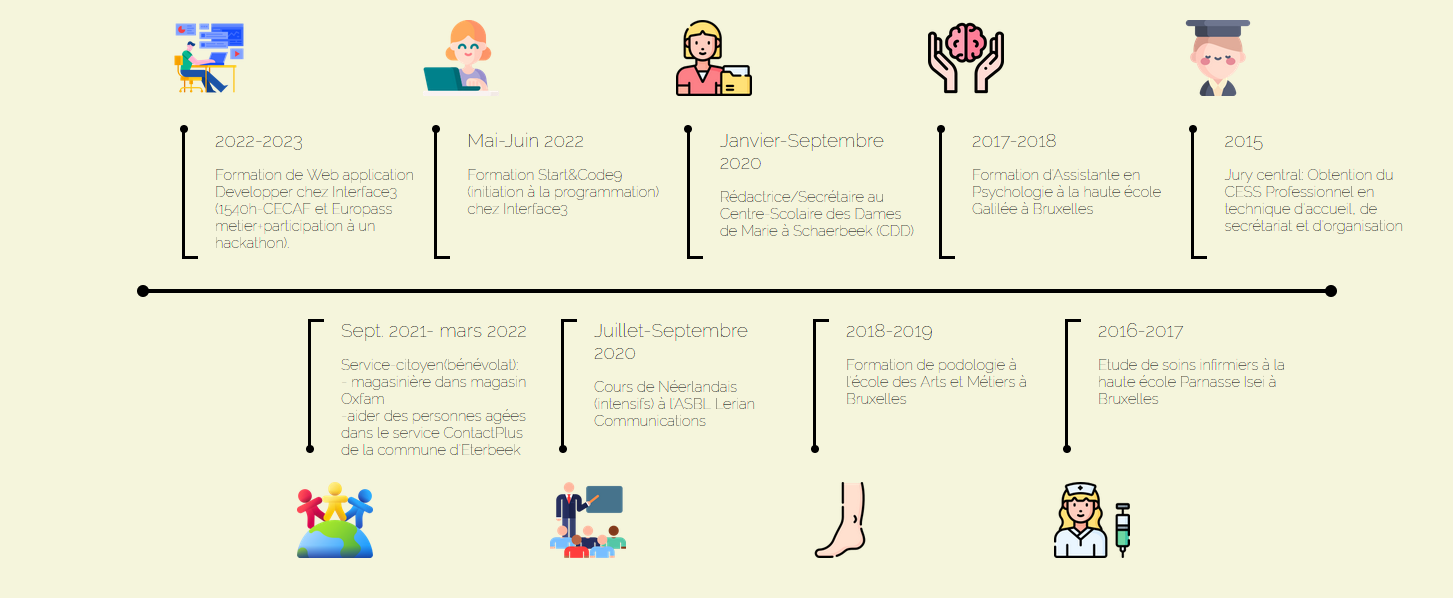 2022-2023
Formation de Web application
Developper chez Interface3
(1540h-CECAF et Europass
metier+participation à un
hackathon).
Mai-Juin 2022
Formation Start&Code9
(initiation à la programmation)
chez Interface3
Janvier-Septembre
2020
Rédactrice/Secrétaire au
Centre-Scolaire des Dames
de Marie à Schaerbeek (CDD)
2017-2018
Formation d'Assistante en
Psychologie à la haute école
Galilée à Bruxelles
2015
Jury central: Obtention du
CESS Professionnel en
technique d'accueil, de
secrétariat et d'organisation
Sept. 2021- mars 2022
Service-citoyen(bénévolat):
- magasinière dans magasin
Oxfam
-aider des personnes agées
dans le service ContactPlus
de la commune d'Eterbeek
Juillet-Septembre
2020
Cours de Néerlandais
(intensifs) à l'ASBL Lerian
Communications
2018-2019
Formation de podologie à
l'école des Arts et Métiers à
Bruxelles
2016-2017
Etude de soins infirmiers à la
haute école Parnasse Isei à
Bruxelles